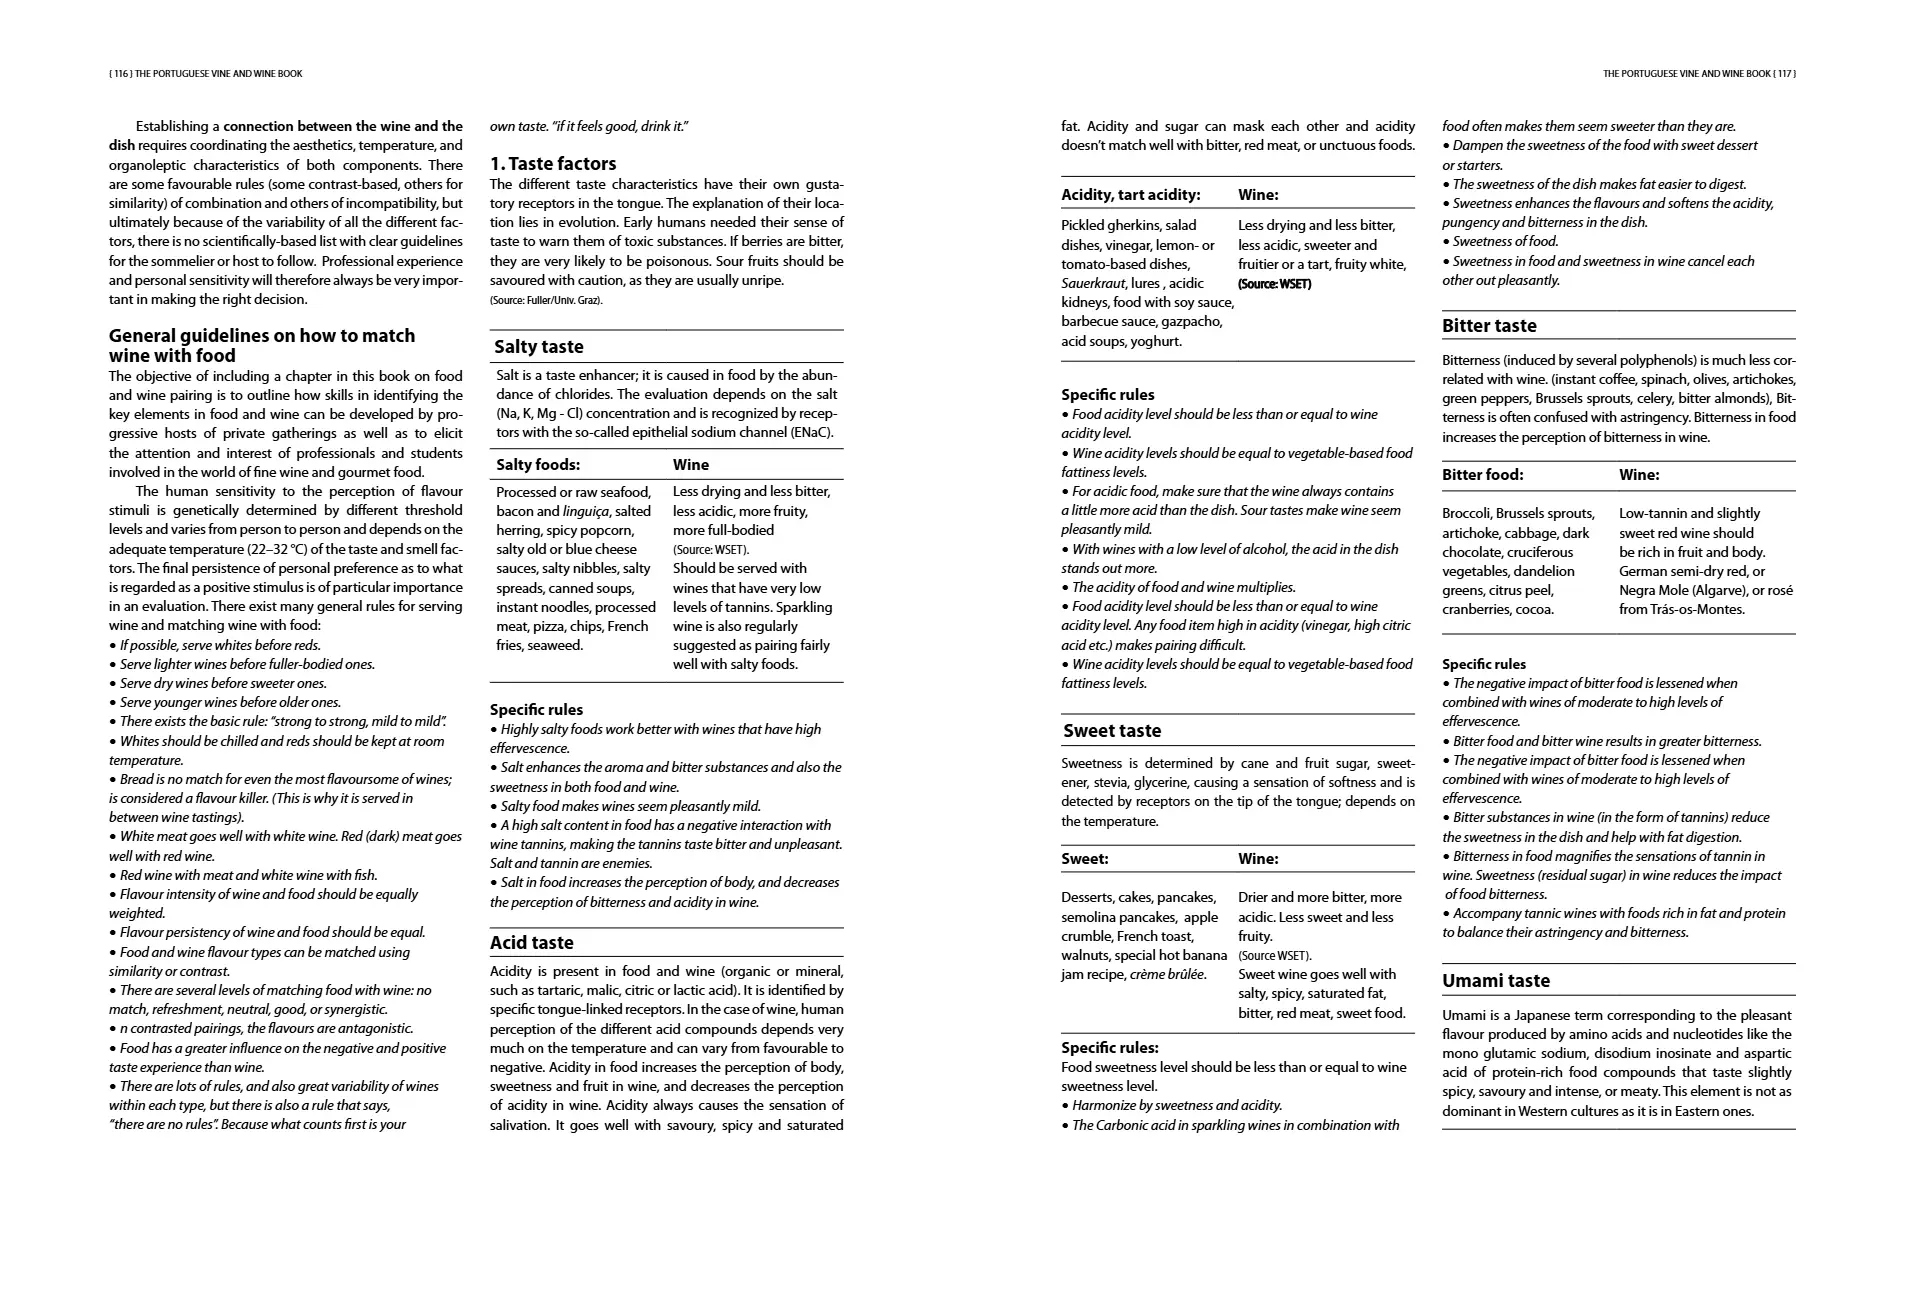 { 116 } THE PORTUGUESE VINE AND WINE BOOK
Establishing a connection between the wine and the
dish requires coordinating the aesthetics, temperature, and
organoleptic characteristics of both components. There
are some favourable rules (some contrast-based, others for
similarity) of combination and others of incompatibility, but
ultimately because of the variability of all the different fac-
tors, there is no scientifically-based list with clear guidelines
for the sommelier or host to follow. Professional experience
and personal sensitivity will therefore always be very impor-
tant in making the right decision.
General guidelines on how to match
wine with food
The objective of including a chapter in this book on food
and wine pairing is to outline how skills in identifying the
key elements in food and wine can be developed by pro-
gressive hosts of private gatherings as well as to elicit
the attention and interest of professionals and students
involved in the world of fine wine and gourmet food.
The human sensitivity to the perception of flavour
stimuli is genetically determined by different threshold
levels and varies from person to person and depends on the
adequate temperature (22–32 °C) of the taste and smell fac-
tors. The final persistence of personal preference as to what
is regarded as a positive stimulus is of particular importance
in an evaluation. There exist many general rules for serving
wine and matching wine with food:
• If possible, serve whites before reds.
• Serve lighter wines before fuller-bodied ones.
• Serve dry wines before sweeter ones.
• Serve younger wines before older ones.
• There exists the basic rule: “strong to strong, mild to mild”.
• Whites should be chilled and reds should be kept at room
temperature.
• Bread is no match for even the most flavoursome of wines;
is considered a flavour killer. (This is why it is served in
between wine tastings).
• White meat goes well with white wine. Red (dark) meat goes
well with red wine.
• Red wine with meat and white wine with fish.
• Flavour intensity of wine and food should be equally
weighted.
• Flavour persistency of wine and food should be equal.
• Food and wine flavour types can be matched using
similarity or contrast.
• There are several levels of matching food with wine: no
match, refreshment, neutral, good, or synergistic.
• n contrasted pairings, the flavours are antagonistic.
• Food has a greater influence on the negative and positive
taste experience than wine.
• There are lots of rules, and also great variability of wines
within each type, but there is also a rule that says,
“there are no rules”. Because what counts first is your
own taste. “if it feels good, drink it.”
1. Taste factors
The different taste characteristics have their own gusta-
tory receptors in the tongue. The explanation of their loca-
tion lies in evolution. Early humans needed their sense of
taste to warn them of toxic substances. If berries are bitter,
they are very likely to be poisonous. Sour fruits should be
savoured with caution, as they are usually unripe.
(Source: Fuller/Univ. Graz).
Salty taste
Salt is a taste enhancer; it is caused in food by the abun-
dance of chlorides. The evaluation depends on the salt
(Na, K, Mg - Cl) concentration and is recognized by recep-
tors with the so-called epithelial sodium channel (ENaC).
Salty foods:
Processed or raw seafood,
bacon and linguiça, salted
herring, spicy popcorn,
salty old or blue cheese
sauces, salty nibbles, salty
spreads, canned soups,
instant noodles, processed
meat, pizza, chips, French
fries, seaweed.
Wine
Less drying and less bitter,
less acidic, more fruity,
more full-bodied
(Source: WSET).
Should be served with
wines that have very low
levels of tannins. Sparkling
wine is also regularly
suggested as pairing fairly
well with salty foods.
Specific rules
• Highly salty foods work better with wines that have high
effervescence.
• Salt enhances the aroma and bitter substances and also the
sweetness in both food and wine.
• Salty food makes wines seem pleasantly mild.
• A high salt content in food has a negative interaction with
wine tannins, making the tannins taste bitter and unpleasant.
Salt and tannin are enemies.
• Salt in food increases the perception of body, and decreases
the perception of bitterness and acidity in wine.
Acid taste
Acidity is present in food and wine (organic or mineral,
such as tartaric, malic, citric or lactic acid). It is identified by
specific tongue-linked receptors. In the case of wine, human
perception of the different acid compounds depends very
much on the temperature and can vary from favourable to
negative. Acidity in food increases the perception of body,
sweetness and fruit in wine, and decreases the perception
of acidity in wine. Acidity always causes the sensation of
salivation. It goes well with savoury, spicy and saturated
THE PORTUGUESE VINE AND WINE BOOK { 117 }
fat. Acidity and sugar can mask each other and acidity
doesn’t match well with bitter, red meat, or unctuous foods.
Acidity, tart acidity:
Pickled gherkins, salad
dishes, vinegar, lemon- or
tomato-based dishes,
Sauerkraut, lures , acidic
kidneys, food with soy sauce,
barbecue sauce, gazpacho,
acid soups, yoghurt.
Wine:
Less drying and less bitter,
less acidic, sweeter and
fruitier or a tart, fruity white,
(Source: WSET)
Specific rules
• Food acidity level should be less than or equal to wine
acidity level.
• Wine acidity levels should be equal to vegetable-based food
fattiness levels.
• For acidic food, make sure that the wine always contains
a little more acid than the dish. Sour tastes make wine seem
pleasantly mild.
• With wines with a low level of alcohol, the acid in the dish
stands out more.
• The acidity of food and wine multiplies.
• Food acidity level should be less than or equal to wine
acidity level. Any food item high in acidity (vinegar, high citric
acid etc.) makes pairing difficult.
• Wine acidity levels should be equal to vegetable-based food
fattiness levels.
Sweet taste
Sweetness is determined by cane and fruit sugar, sweet-
ener, stevia, glycerine, causing a sensation of softness and is
detected by receptors on the tip of the tongue; depends on
the temperature.
Sweet:
Desserts, cakes, pancakes,
semolina pancakes, apple
crumble, French toast,
walnuts, special hot banana
jam recipe, crème brûlée.
Wine:
Drier and more bitter, more
acidic. Less sweet and less
fruity.
(Source WSET).
Sweet wine goes well with
salty, spicy, saturated fat,
bitter, red meat, sweet food.
Specific rules:
Food sweetness level should be less than or equal to wine
sweetness level.
• Harmonize by sweetness and acidity.
• The Carbonic acid in sparkling wines in combination with
food often makes them seem sweeter than they are.
• Dampen the sweetness of the food with sweet dessert
or starters.
• The sweetness of the dish makes fat easier to digest.
• Sweetness enhances the flavours and softens the acidity,
pungency and bitterness in the dish.
• Sweetness of food.
• Sweetness in food and sweetness in wine cancel each
other out pleasantly.
Bitter taste
Bitterness (induced by several polyphenols) is much less cor-
related with wine. (instant coffee, spinach, olives, artichokes,
green peppers, Brussels sprouts, celery, bitter almonds), Bit-
terness is often confused with astringency. Bitterness in food
increases the perception of bitterness in wine.
Bitter food:
Broccoli, Brussels sprouts,
artichoke, cabbage, dark
chocolate, cruciferous
vegetables, dandelion
greens, citrus peel,
cranberries, cocoa.
Wine:
Low-tannin and slightly
sweet red wine should
be rich in fruit and body.
German semi-dry red, or
Negra Mole (Algarve), or rosé
from Trás-os-Montes.
Specific rules
• The negative impact of bitter food is lessened when
combined with wines of moderate to high levels of
effervescence.
• Bitter food and bitter wine results in greater bitterness.
• The negative impact of bitter food is lessened when
combined with wines of moderate to high levels of
effervescence.
• Bitter substances in wine (in the form of tannins) reduce
the sweetness in the dish and help with fat digestion.
• Bitterness in food magnifies the sensations of tannin in
wine. Sweetness (residual sugar) in wine reduces the impact
of food bitterness.
• Accompany tannic wines with foods rich in fat and protein
to balance their astringency and bitterness.
Umami taste
Umami is a Japanese term corresponding to the pleasant
flavour produced by amino acids and nucleotides like the
mono glutamic sodium, disodium inosinate and aspartic
acid of protein-rich food compounds that taste slightly
spicy, savoury and intense, or meaty. This element is not as
dominant in Western cultures as it is in Eastern ones.